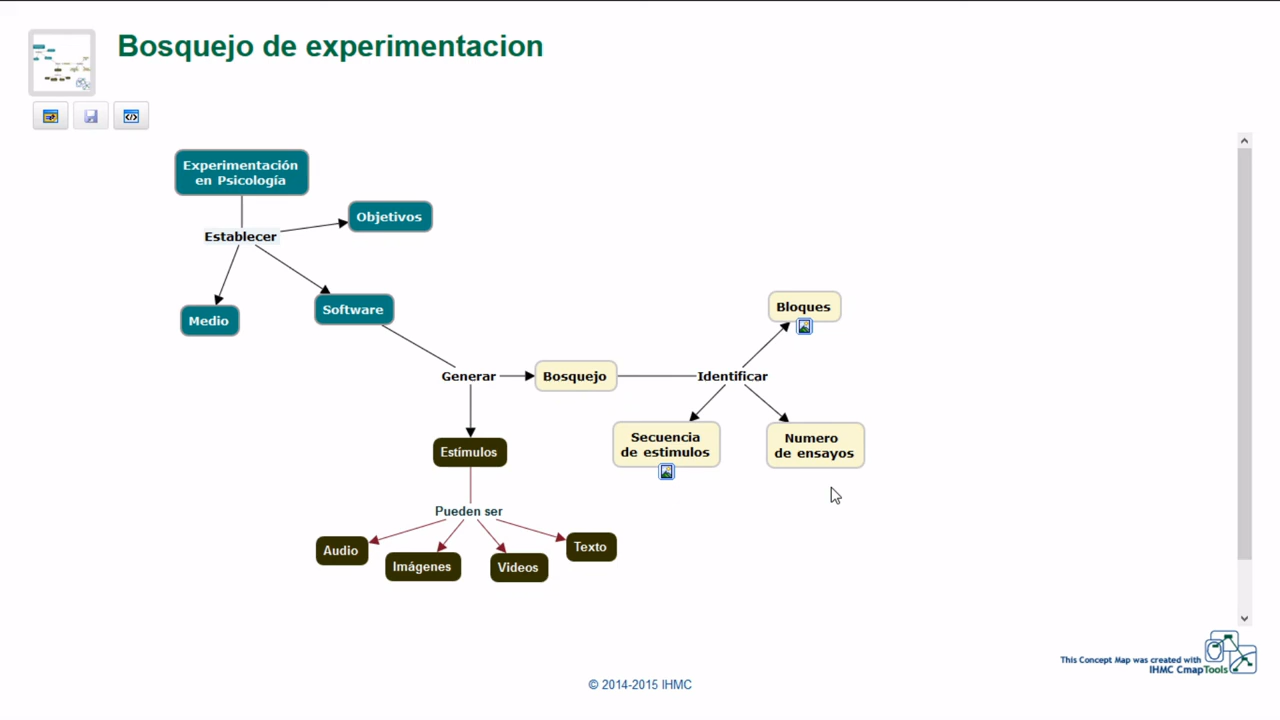 Bosquejo de experimentacion
Experimentación
en Psicología
Objetivos
Establecer
Medio
Software
Bloques
Generar
Bosquejo
Identificar
Secuencia
de estimulos
Numero
de ensayos
Estímulos
Pueden ser
Audio
Imágenes
Videos
Texto
This Concept Map was created with
IHMC CmapTools
© 2014-2015 IHMC